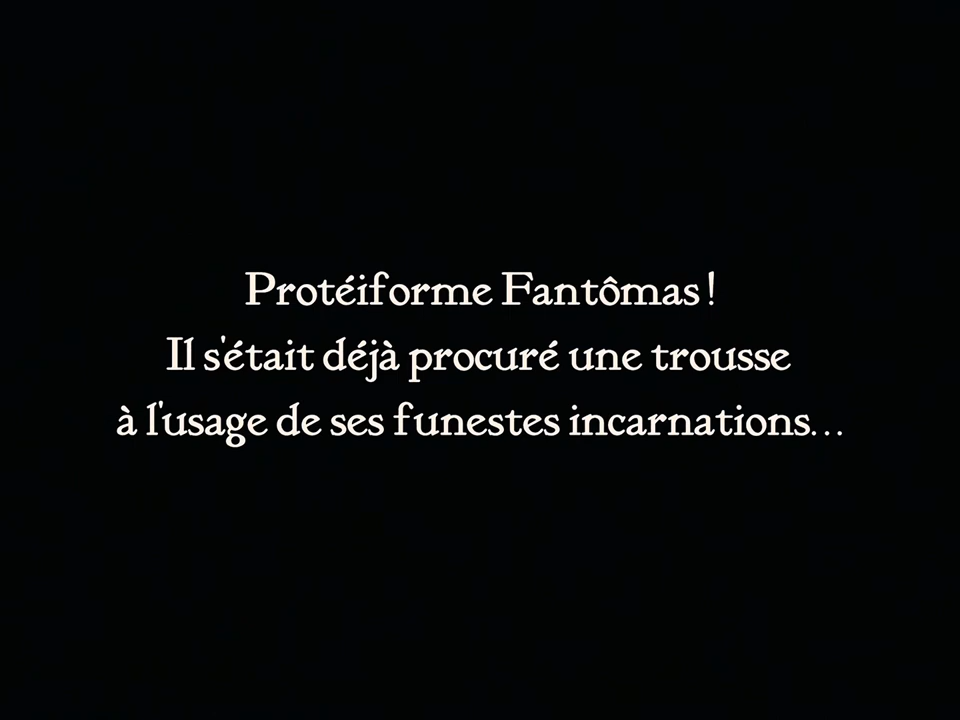 Protéiforme Fantômas !
Il s'était déjà procuré une trousse
à l'usage de ses funestes incarnations...